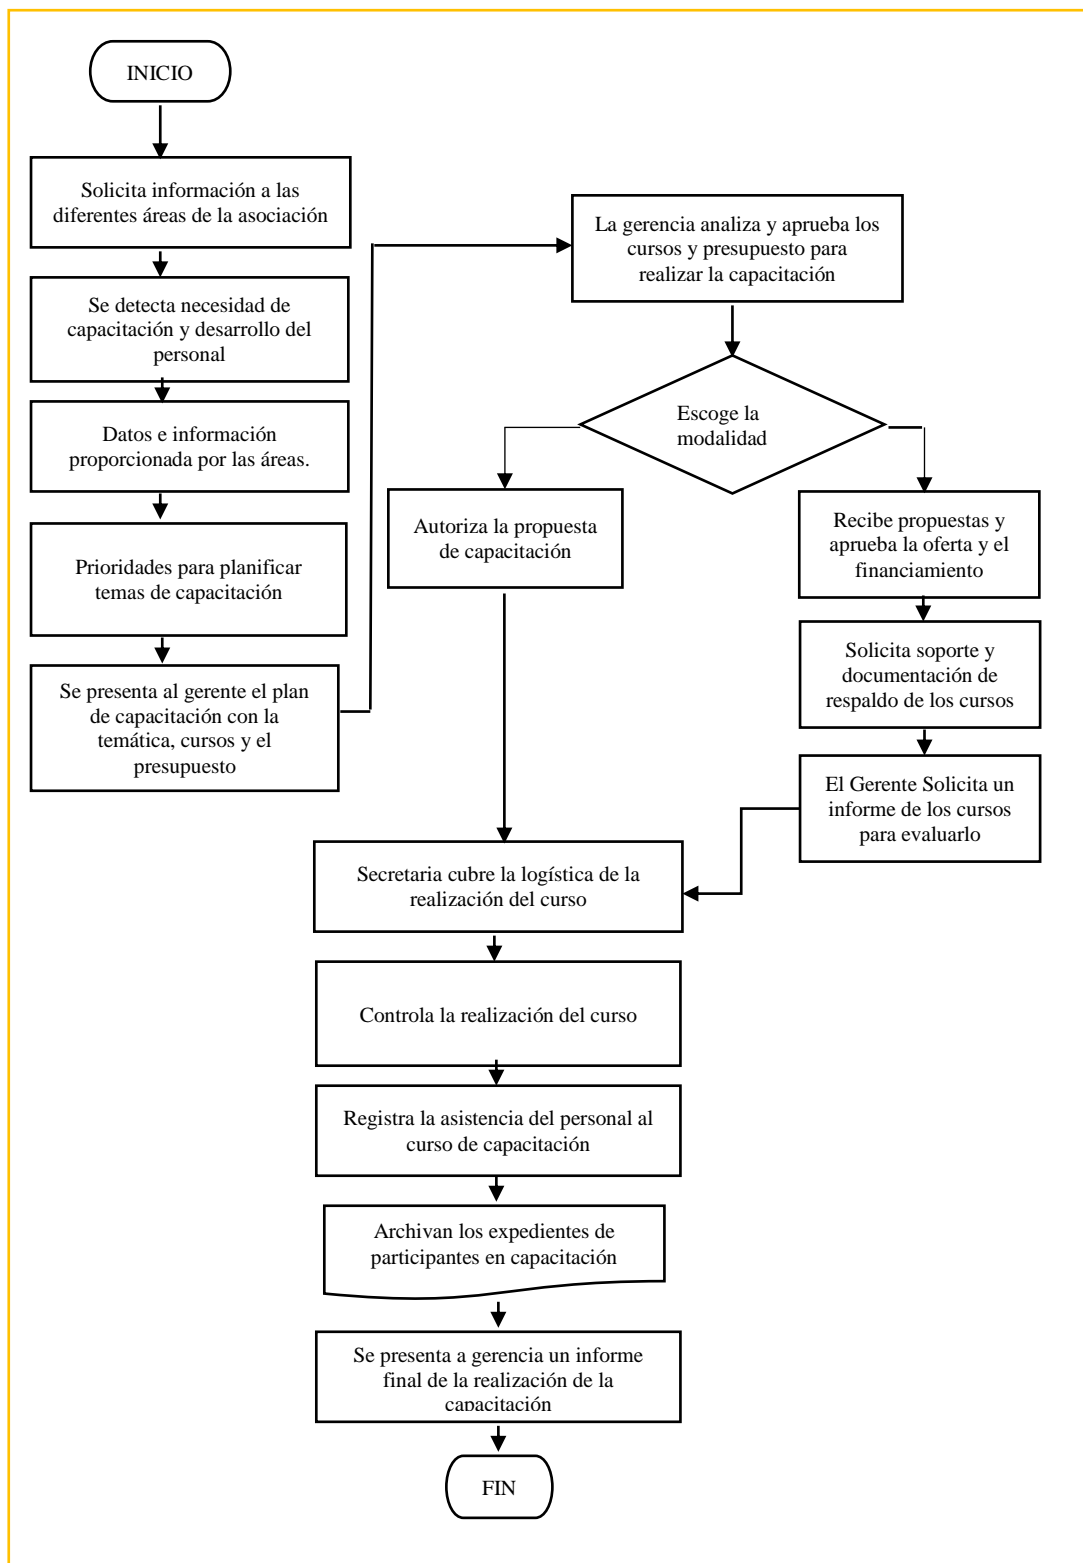 INICIO
Solicita información a las
diferentes áreas de la asociación
Se detecta necesidad de
capacitación y desarrollo del
personal
Datos e información
proporcionada por las áreas.
Prioridades para planificar
temas de capacitación
Se presenta al gerente el plan
de capacitación con la
temática, cursos y el
presupuesto
La gerencia analiza y aprueba los
cursos y presupuesto para
realizar la capacitación
Escoge la
modalidad
Autoriza la propuesta
de capacitación
Recibe propuestas y
aprueba la oferta y el
financiamiento
Solicita soporte y
documentación de
respaldo de los cursos
El Gerente Solicita un
informe de los cursos
para evaluarlo
Secretaria cubre la logística de la
realización del curso
Controla la realización del curso
Registra la asistencia del personal al
curso de capacitación
Archivan los expedientes de
participantes en capacitación
Se presenta a gerencia un informe
final de la realización de la
capacitación
FIN